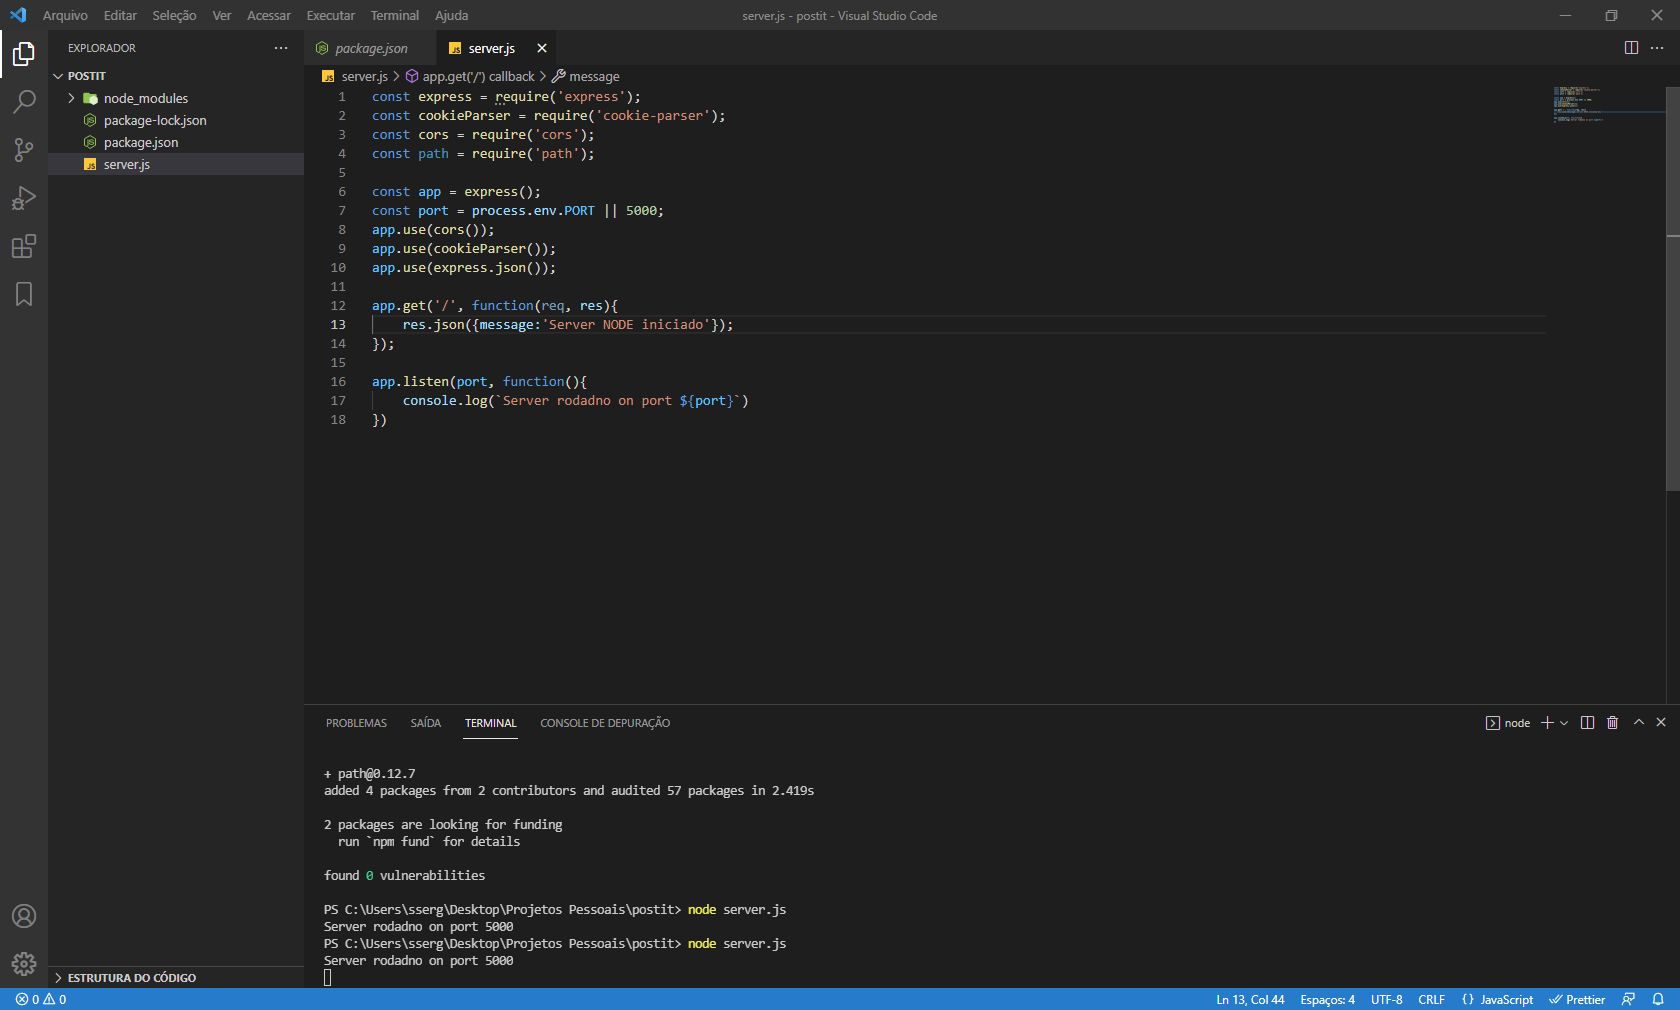 Arquivo Editar Seleção Ver Acessar Executar Terminal Ajuda
server.js - postit - Visual Studio Code
EXPLORADOR
POSTIT
node_modules
package-lock.json
package.json
server.js
ESTRUTURA DO CÓDIGO
package.json
server.js
server.js > app.get('/') callback > message
1 const express = require('express');
2 const cookieParser = require('cookie-parser');
3 const cors = require('cors');
4 const path = require('path');
5
6 const app = express();
7 const port = process.env.PORT || 5000;
8 app.use(cors());
9 app.use(cookieParser());
10 app.use(express.json());
11
12 app.get('/', function(req, res){
13 res.json({message:'Server NODE iniciado'});
14 });
15
16 app.listen(port, function(){
17 console.log(`Server rodadno on port ${port}`)
18 })
PROBLEMAS SAÍDA TERMINAL CONSOLE DE DEPURAÇÃO
node
+ path@0.12.7
added 4 packages from 2 contributors and audited 57 packages in 2.419s
2 packages are looking for funding
run `npm fund` for details
found 0 vulnerabilities
PS C:\Users\sserg\Desktop\Projetos Pessoais\postit> node server.js
Server rodadno on port 5000
PS C:\Users\sserg\Desktop\Projetos Pessoais\postit> node server.js
Server rodadno on port 5000
0 0
Ln 13, Col 44 Espaços: 4 UTF-8 CRLF {} JavaScript Prettier